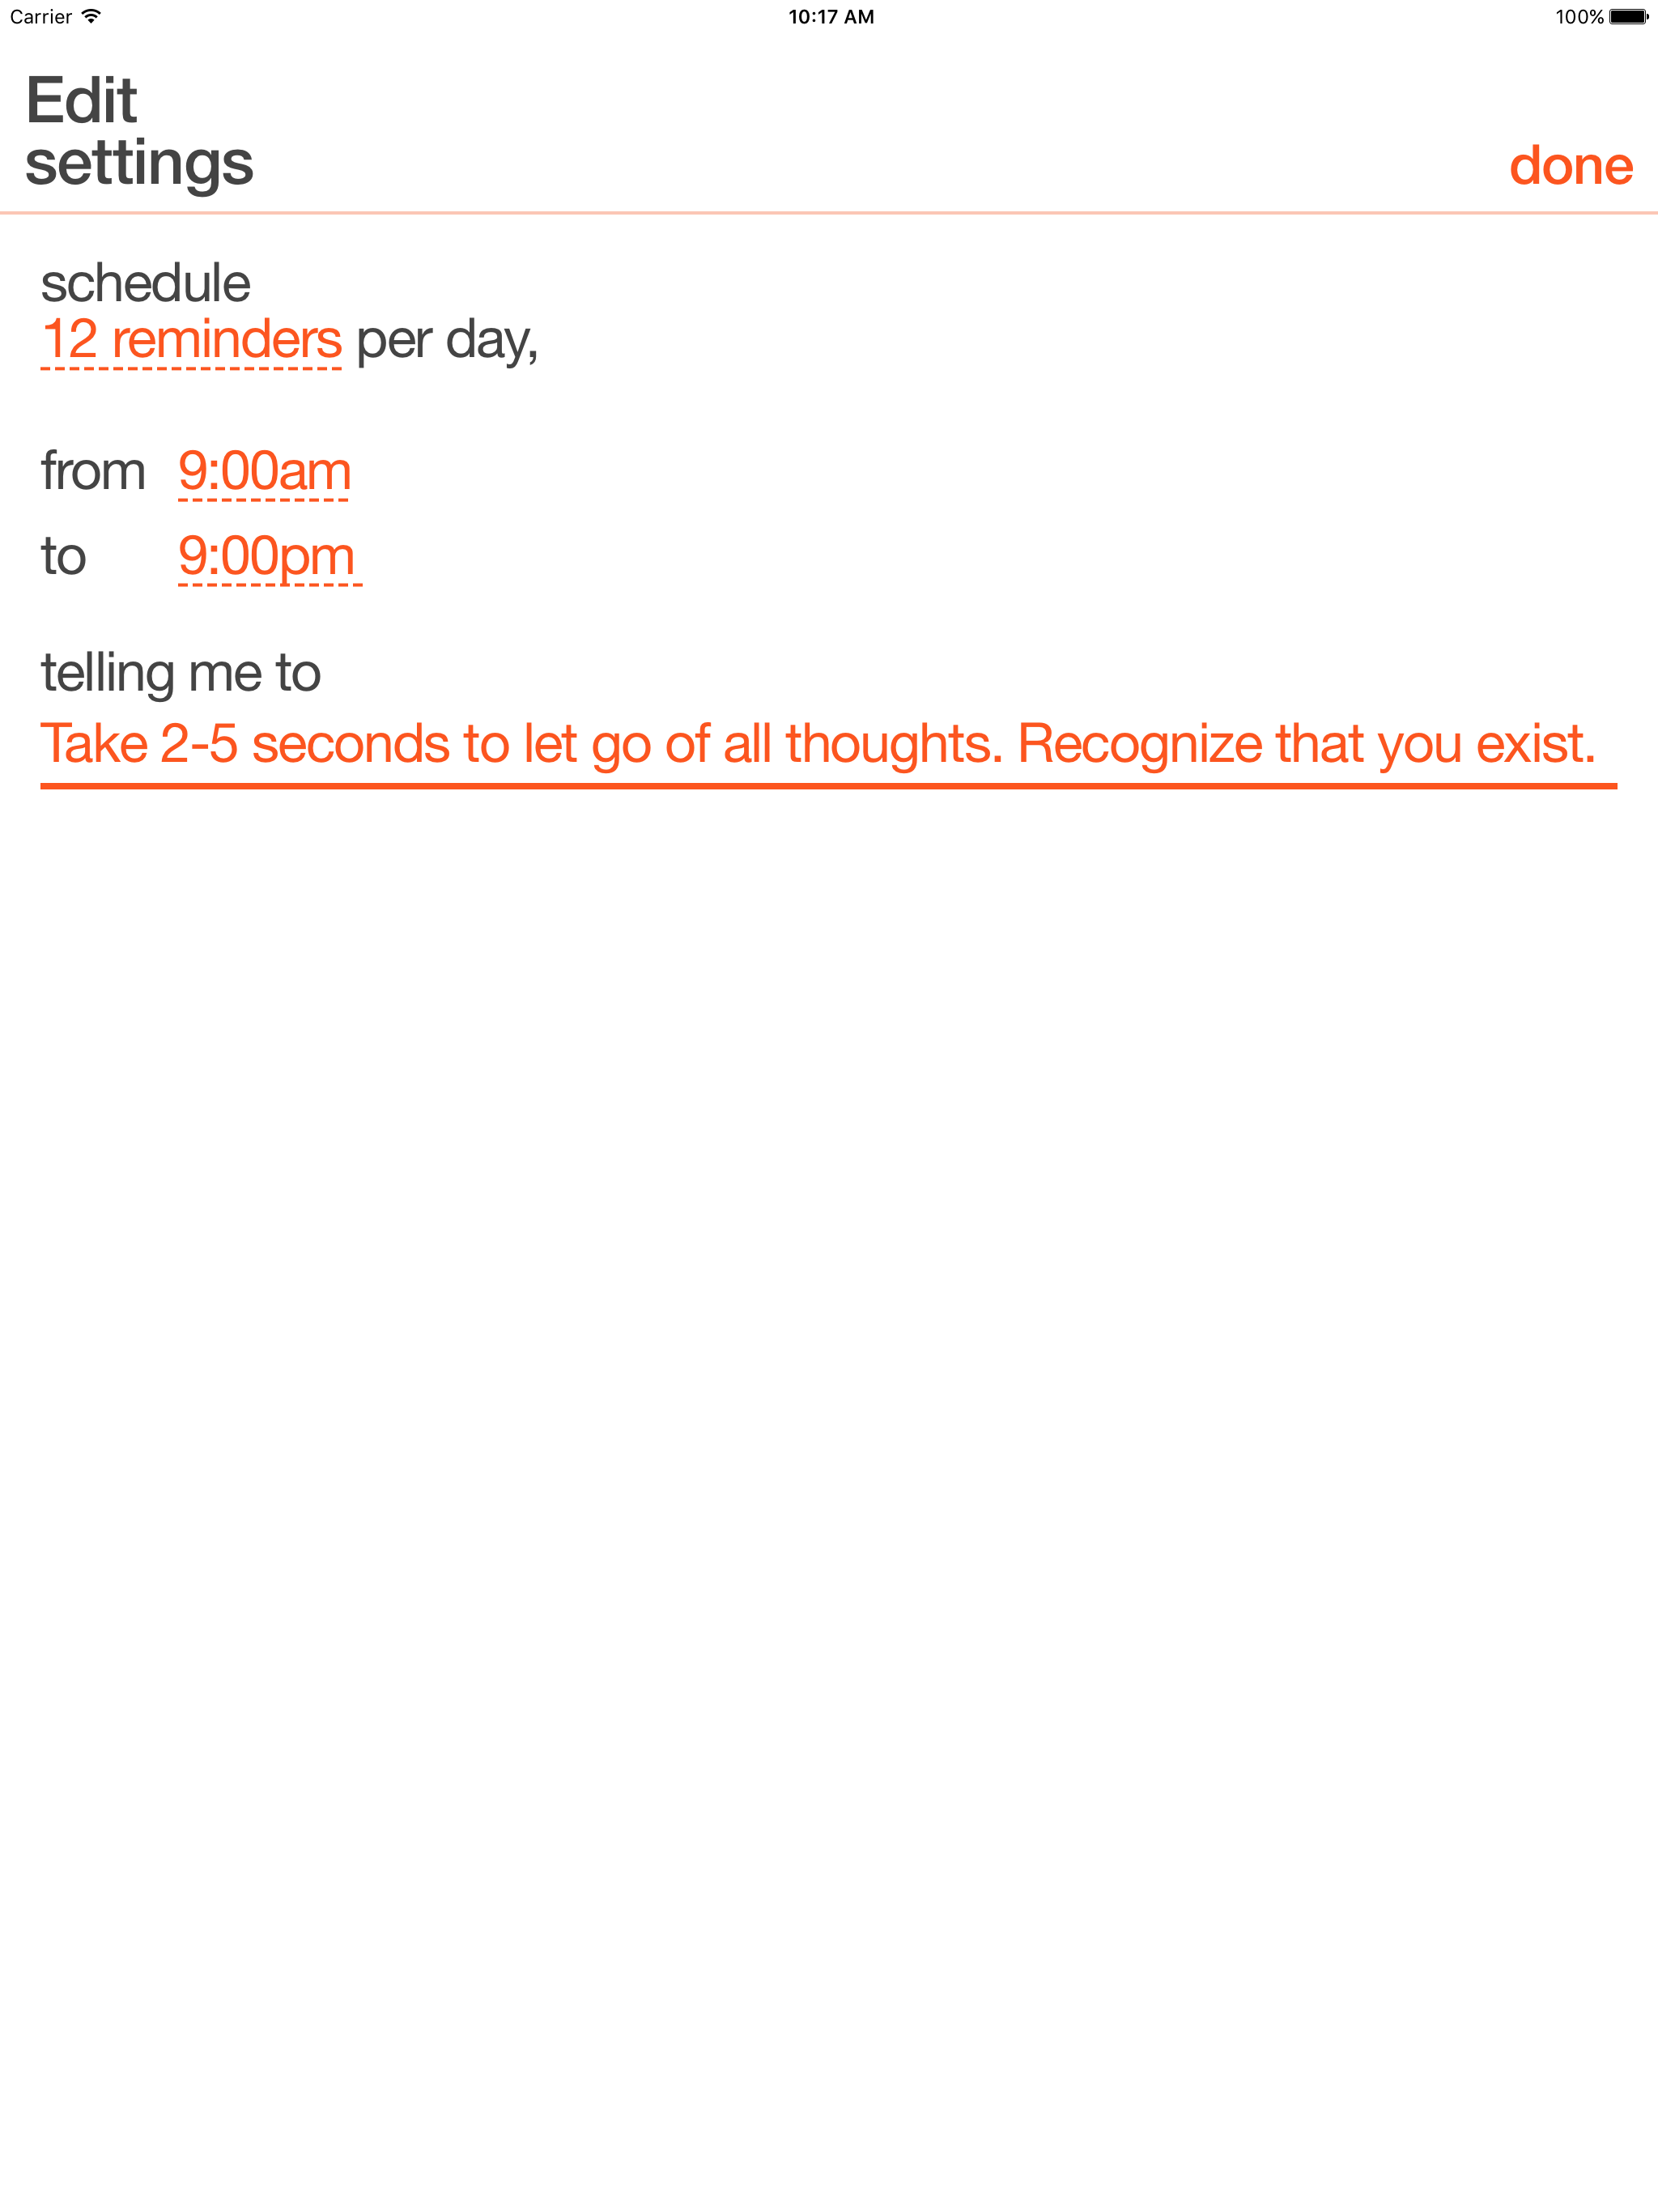 Carrier 10:17 AM 100%
Edit
settings
done
schedule
12 reminders per day,
from 9:00am
to 9:00pm
telling me to
Take 2-5 seconds to let go of all thoughts. Recognize that you exist.